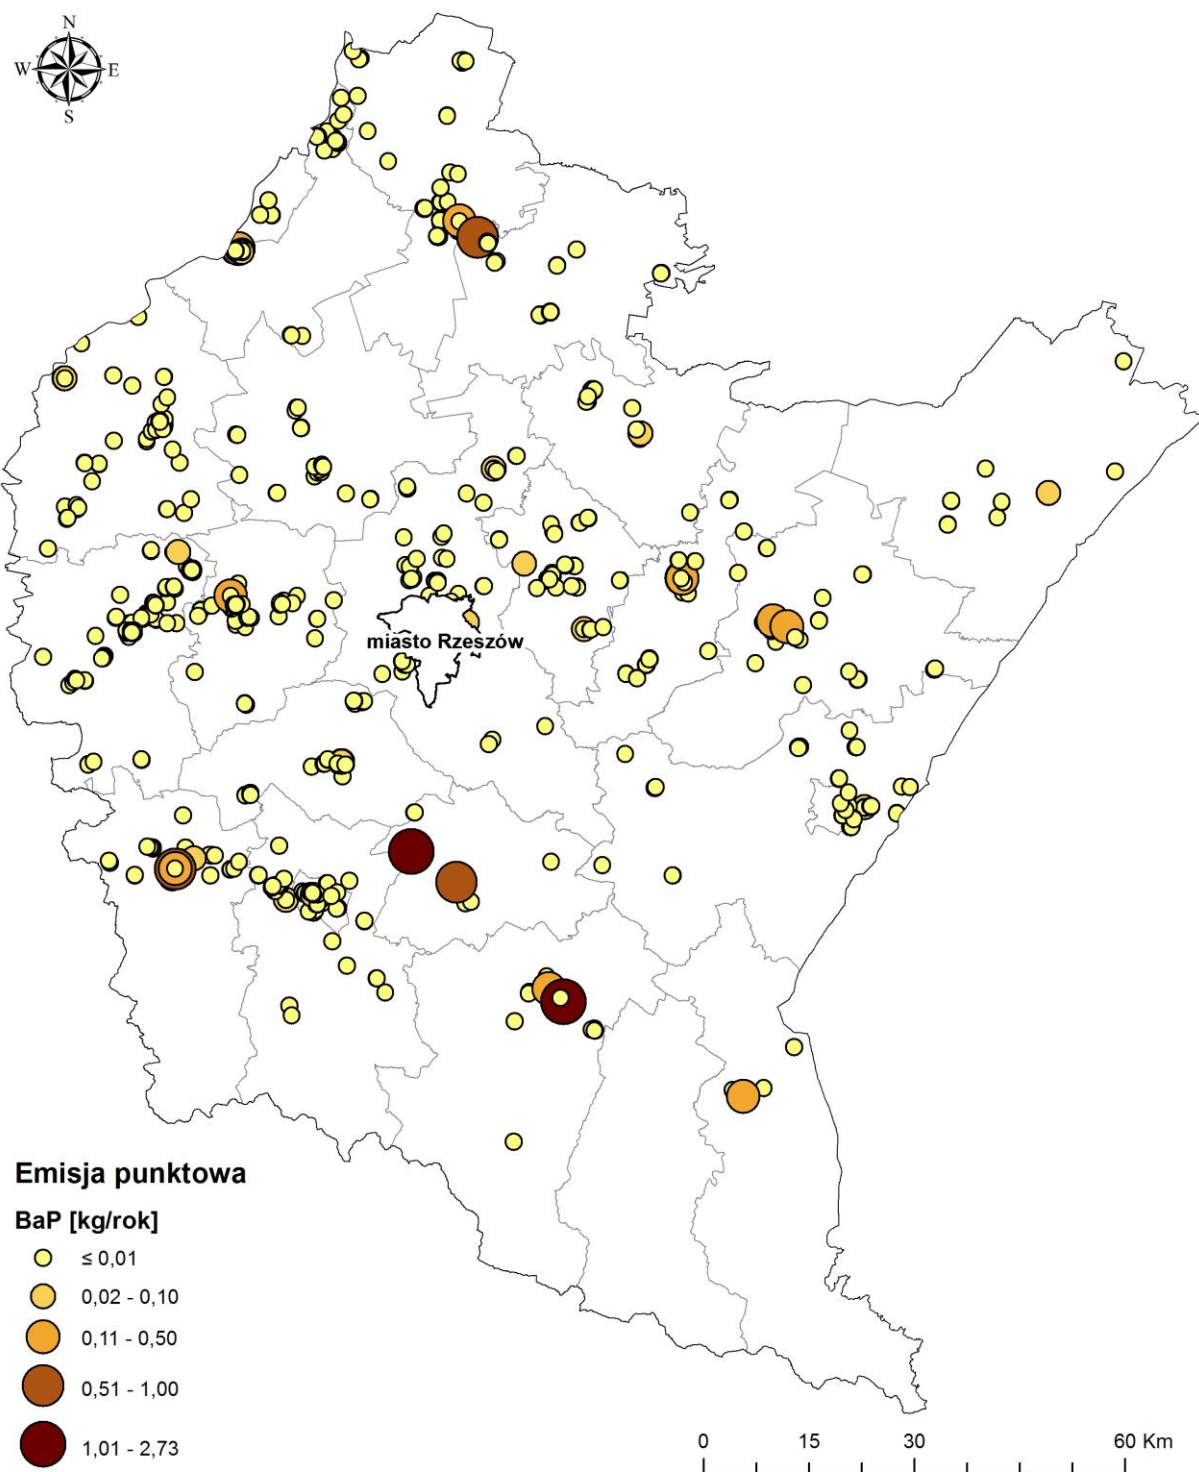 N
W E
S
miasto Rzeszów
Emisja punktowa
BaP [kg/rok]
≤ 0,01
0,02 - 0,10
0,11 - 0,50
0,51 - 1,00
1,01 - 2,73
0 15 30 60 Km